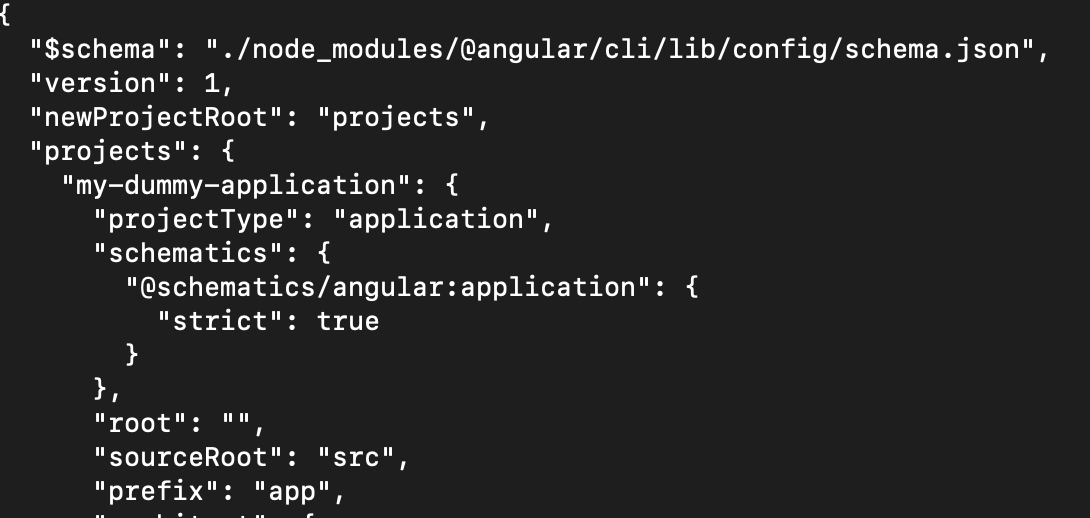 {
  "$schema": "./node_modules/@angular/cli/lib/config/schema.json",
  "version": 1,
  "newProjectRoot": "projects",
  "projects": {
    "my-dummy-application": {
      "projectType": "application",
      "schematics": {
        "@schematics/angular:application": {
          "strict": true
        }
      },
      "root": "",
      "sourceRoot": "src",
      "prefix": "app",